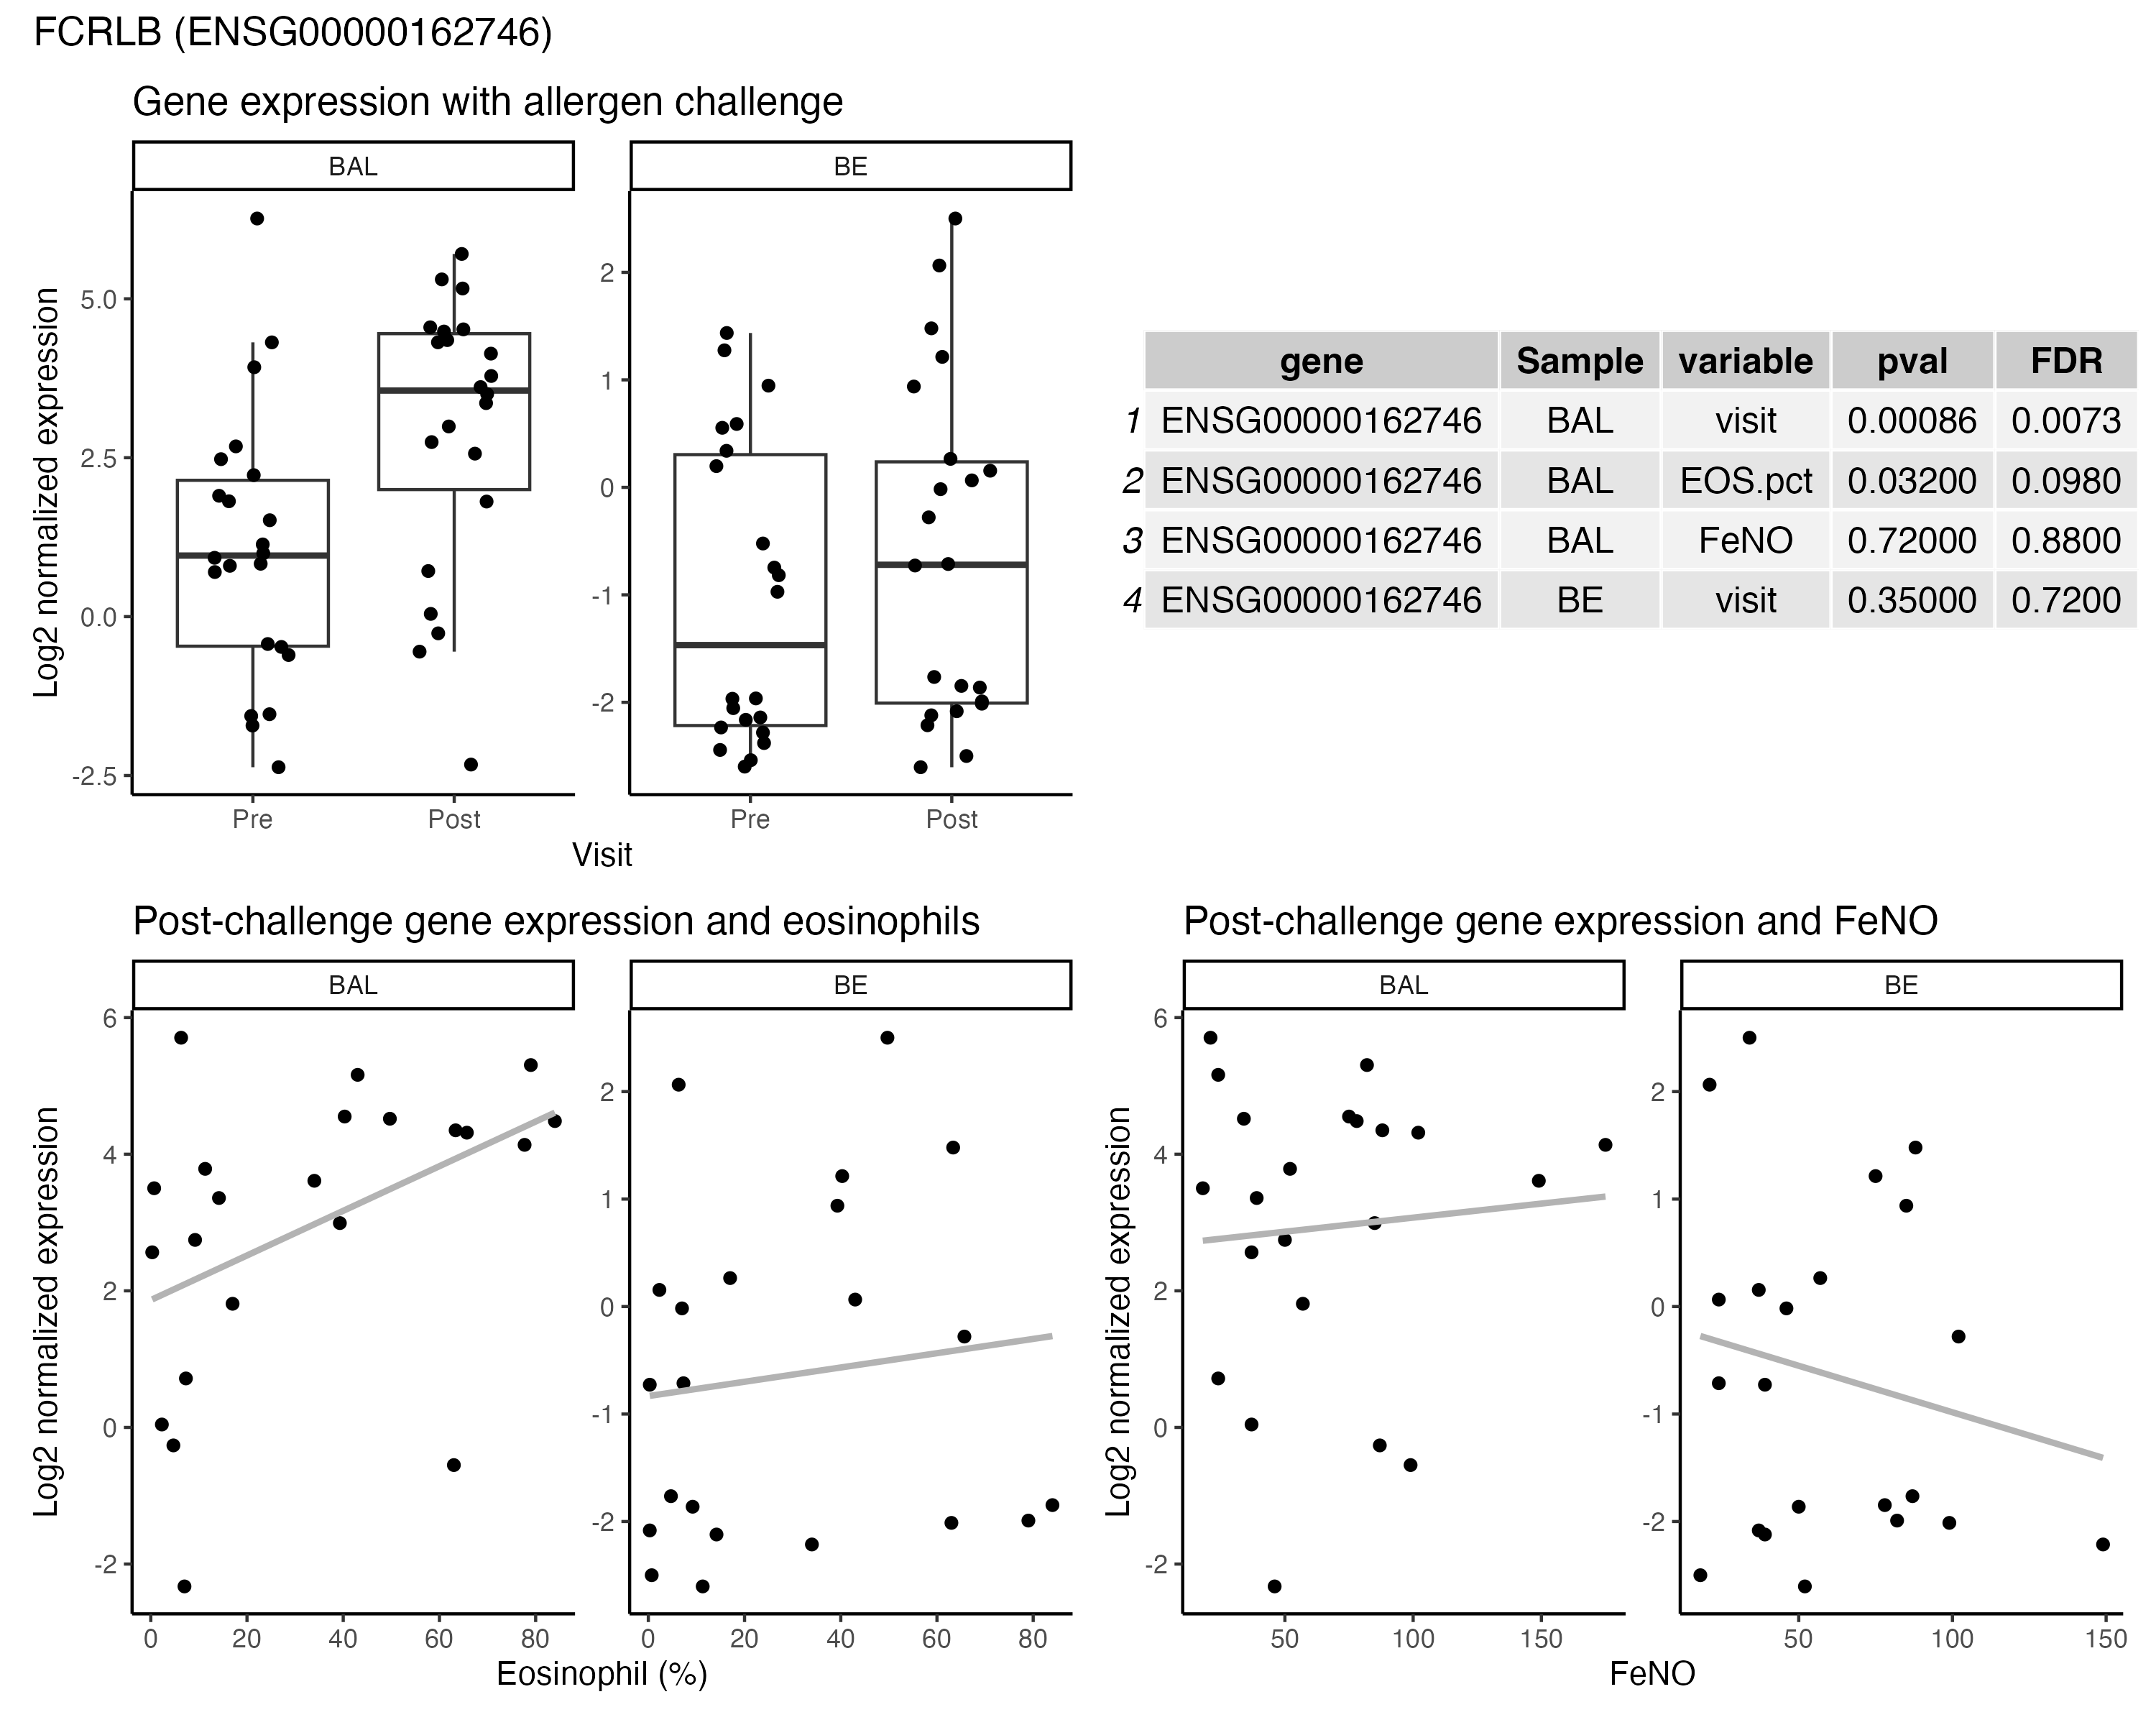 FCRLB (ENSG00000162746)
Gene expression with allergen challenge
BAL
BE
Log2 normalized expression
5.0
2.5
0.0
-2.5
2
1
0
-1
-2
Pre
Post
Pre
Post
Visit
gene Sample variable pval FDR
1 ENSG00000162746 BAL visit 0.00086 0.0073
2 ENSG00000162746 BAL EOS.pct 0.03200 0.0980
3 ENSG00000162746 BAL FeNO 0.72000 0.8800
4 ENSG00000162746 BE visit 0.35000 0.7200
Post-challenge gene expression and eosinophils
BAL
BE
Log2 normalized expression
6
4
2
0
-2
2
1
0
-1
-2
0 20 40 60 80
0 20 40 60 80
Eosinophil (%)
Post-challenge gene expression and FeNO
BAL
BE
Log2 normalized expression
6
4
2
0
-2
2
1
0
-1
-2
50 100 150
50 100 150
FeNO